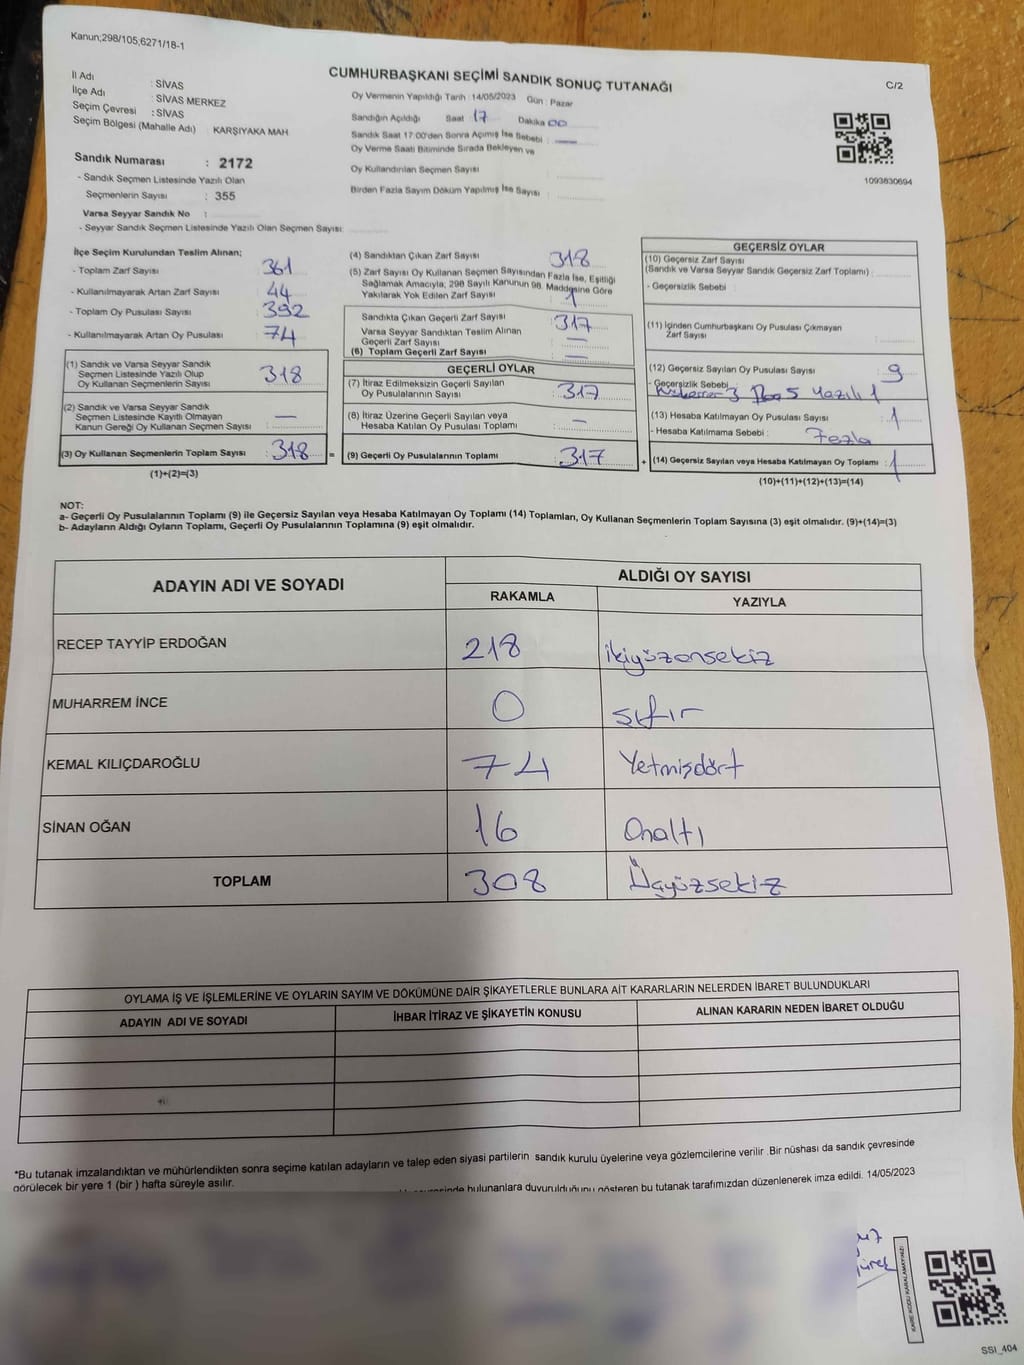 Kanun;298/105,6271/18-1
CUMHURBAŞKANI SEÇİMİ SANDIK SONUÇ TUTANAĞI
C/2
İl Adı : SİVAS
İlçe Adı : SİVAS MERKEZ
Seçim Çevresi : SİVAS
Seçim Bölgesi (Mahalle Adı) : KARŞIYAKA MAH
Sandık Numarası : 2172
- Sandık Seçmen Listesinde Yazılı Olan
Seçmenlerin Sayısı : 355
Varsa Seyyar Sandık No :
- Seyyar Sandık Seçmen Listesinde Yazılı Olan Seçmen Sayısı:
Oy Vermenin Yapıldığı Tarih :14/05/2023 Gün : Pazar
Sandığın Açıldığı Saat 17 Dakika 00
Sandık Saat 17:00'den Sonra Açımış İse Sebebi :
Oy Verme Saati Bitiminde Sırada Bekleyen ve
Oy Kullandırılan Seçmen Sayısı
Birden Fazla Sayım Döküm Yapılmış İse Sayısı :
1093630694
İlçe Seçim Kurulundan Teslim Alınan;
- Toplam Zarf Sayısı 361
- Kullanılmayarak Artan Zarf Sayısı : 44
- Toplam Oy Pusulası Sayısı 392
- Kullanılmayarak Artan Oy Pusulası : 74
(1) Sandık ve Varsa Seyyar Sandık
Seçmen Listesinde Yazılı Olup
Oy Kullanan Seçmenlerin Sayısı 318
(2) Sandık ve Varsa Seyyar Sandık
Seçmen Listesinde Kayıtlı Olmayan
Kanun Gereği Oy Kullanan Seçmen Sayısı : —
(3) Oy Kullanan Seçmenlerin Toplam Sayısı : 318 =
(1)+(2)=(3)
(4) Sandıktan Çıkan Zarf Sayısı : 318
(5) Zarf Sayısı Oy Kullanan Seçmen Sayısından Fazla İse, Eşitliği
Sağlamak Amacıyla; 298 Sayılı Kanunun 98. Maddesine Göre
Yakılarak Yok Edilen Zarf Sayısı : 1
Sandıkta Çıkan Geçerli Zarf Sayısı : 317
Varsa Seyyar Sandıktan Teslim Alınan
Geçerli Zarf Sayısı : —
(6) Toplam Geçerli Zarf Sayısı : —
GEÇERLİ OYLAR
(7) İtiraz Edilmeksizin Geçerli Sayılan
Oy Pusulalarının Sayısı : 317
(8) İtiraz Üzerine Geçerli Sayılan veya
Hesaba Katılan Oy Pusulası Toplamı : —
(9) Geçerli Oy Pusulalarının Toplamı : 317 +
GEÇERSİZ OYLAR
(10) Geçersiz Zarf Sayısı
(Sandık ve Varsa Seyyar Sandık Geçersiz Zarf Toplamı) :
- Geçersizlik Sebebi :
(11) İçinden Cumhurbaşkanı Oy Pusulası Çıkmayan
Zarf Sayısı :
(12) Geçersiz Sayılan Oy Pusulası Sayısı : 9
- Geçersizlik Sebebi :
3 5 Yazılı 1
(13) Hesaba Katılmayan Oy Pusulası Sayısı : 1
- Hesaba Katılmama Sebebi : Fazla
(14) Geçersiz Sayılan veya Hesaba Katılmayan Oy Toplamı : 1
(10)+(11)+(12)+(13)=(14)
NOT:
a- Geçerli Oy Pusulalarının Toplamı (9) ile Geçersiz Sayılan veya Hesaba Katılmayan Oy Toplamı (14) Toplamları, Oy Kullanan Seçmenlerin Toplam Sayısına (3) eşit olmalıdır. (9)+(14)=(3)
b- Adayların Aldığı Oyların Toplamı, Geçerli Oy Pusulalarının Toplamına (9) eşit olmalıdır.
ADAYIN ADI VE SOYADI
ALDIĞI OY SAYISI
RAKAMLA YAZIYLA
RECEP TAYYİP ERDOĞAN 218 ikiyüzonsekiz
MUHARREM İNCE 0 sıfır
KEMAL KILIÇDAROĞLU 74 Yetmişdört
SİNAN OĞAN 16 Onaltı
TOPLAM 308 Üçyüzsekiz
OYLAMA İŞ VE İŞLEMLERİNE VE OYLARIN SAYIM VE DÖKÜMÜNE DAİR ŞİKAYETLERLE BUNLARA AİT KARARLARIN NELERDEN İBARET BULUNDUKLARI
ADAYIN ADI VE SOYADI İHBAR İTİRAZ VE ŞİKAYETİN KONUSU ALINAN KARARIN NEDEN İBARET OLDUĞU
*Bu tutanak imzalandıktan ve mühürlendikten sonra seçime katılan adayların ve talep eden siyasi partilerin sandık kurulu üyelerine veya gözlemcilerine verilir .Bir nüshası da sandık çevresinde
görülecek bir yere 1 (bir ) hafta süreyle asılır.
bulunanlara duyurulduğunu gösteren bu tutanak tarafımızdan düzenlenerek imza edildi. 14/05/2023
KARE KODU KARALAMAYINIZ!
SSI_404